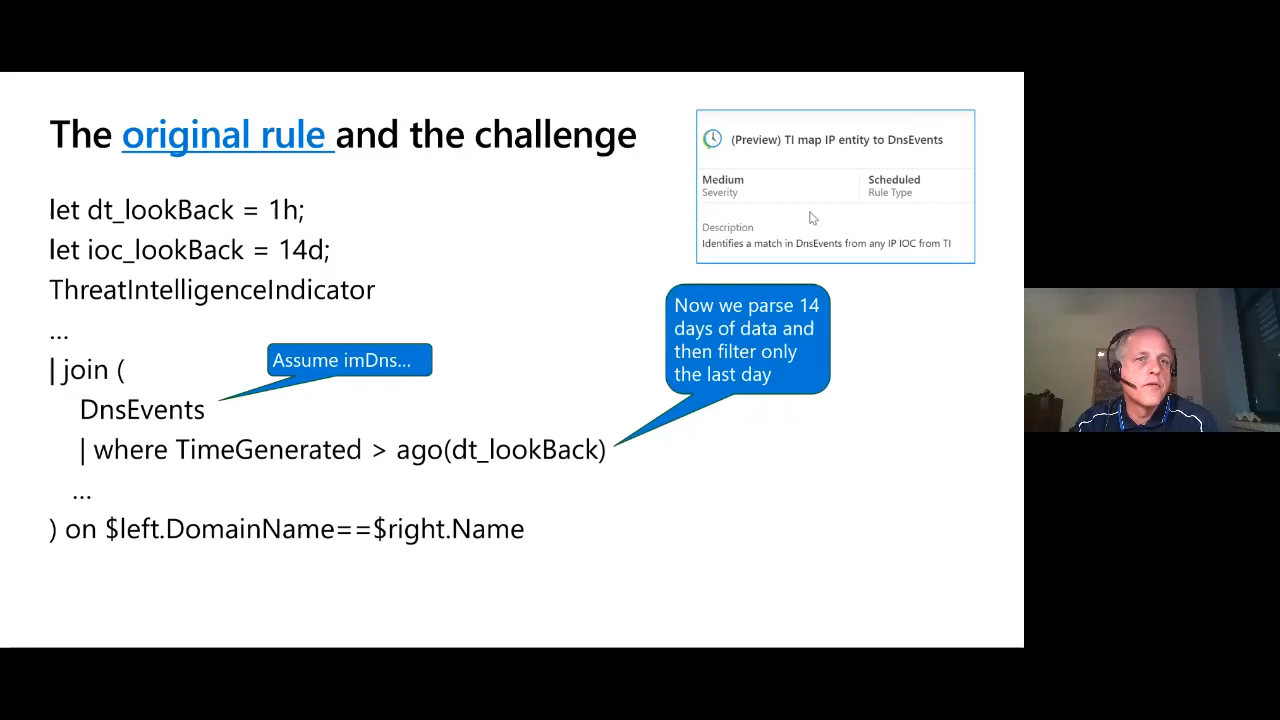 The original rule and the challenge
let dt_lookBack = 1h;
let ioc_lookBack = 14d;
ThreatIntelligenceIndicator
...
| join (
DnsEvents
| where TimeGenerated > ago(dt_lookBack)
...
) on $left.DomainName==$right.Name
Assume imDns...
Now we parse 14
days of data and
then filter only
the last day
(Preview) TI map IP entity to DnsEvents
Medium
Severity
Scheduled
Rule Type
Description
Identifies a match in DnsEvents from any IP IOC from TI